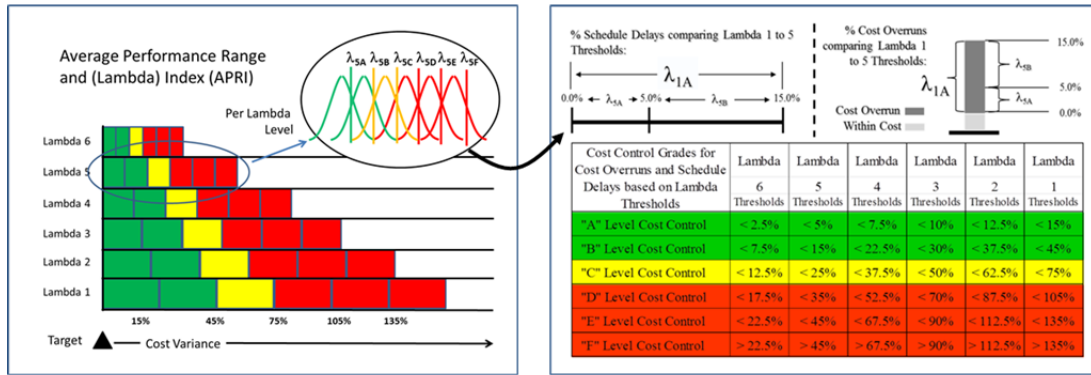 Average Performance Range
and (Lambda) Index (APRI)
λ5A λ5B λ5C λ5D λ5E λ5F
Per Lambda
Level
Lambda 6
Lambda 5
Lambda 4
Lambda 3
Lambda 2
Lambda 1
15% 45% 75% 105% 135%
Target Cost Variance
% Schedule Delays comparing Lambda 1 to 5
Thresholds:
λ1A
0.0% λ5A 5.0% λ5B 15.0%
% Cost Overruns
comparing Lambda 1
to 5 Thresholds:
15.0%
λ1A
λ5B
5.0%
λ5A
0.0%
Cost Overrun
Within Cost
Cost Control Grades for
Cost Overruns and Schedule
Delays based on Lambda
Thresholds
Lambda Lambda Lambda Lambda Lambda Lambda
6 5 4 3 2 1
Thresholds Thresholds Thresholds Thresholds Thresholds Thresholds
"A" Level Cost Control < 2.5% < 5% < 7.5% < 10% < 12.5% < 15%
"B" Level Cost Control < 7.5% < 15% < 22.5% < 30% < 37.5% < 45%
"C" Level Cost Control < 12.5% < 25% < 37.5% < 50% < 62.5% < 75%
"D" Level Cost Control < 17.5% < 35% < 52.5% < 70% < 87.5% < 105%
"E" Level Cost Control < 22.5% < 45% < 67.5% < 90% < 112.5% < 135%
"F" Level Cost Control > 22.5% > 45% > 67.5% > 90% > 112.5% > 135%